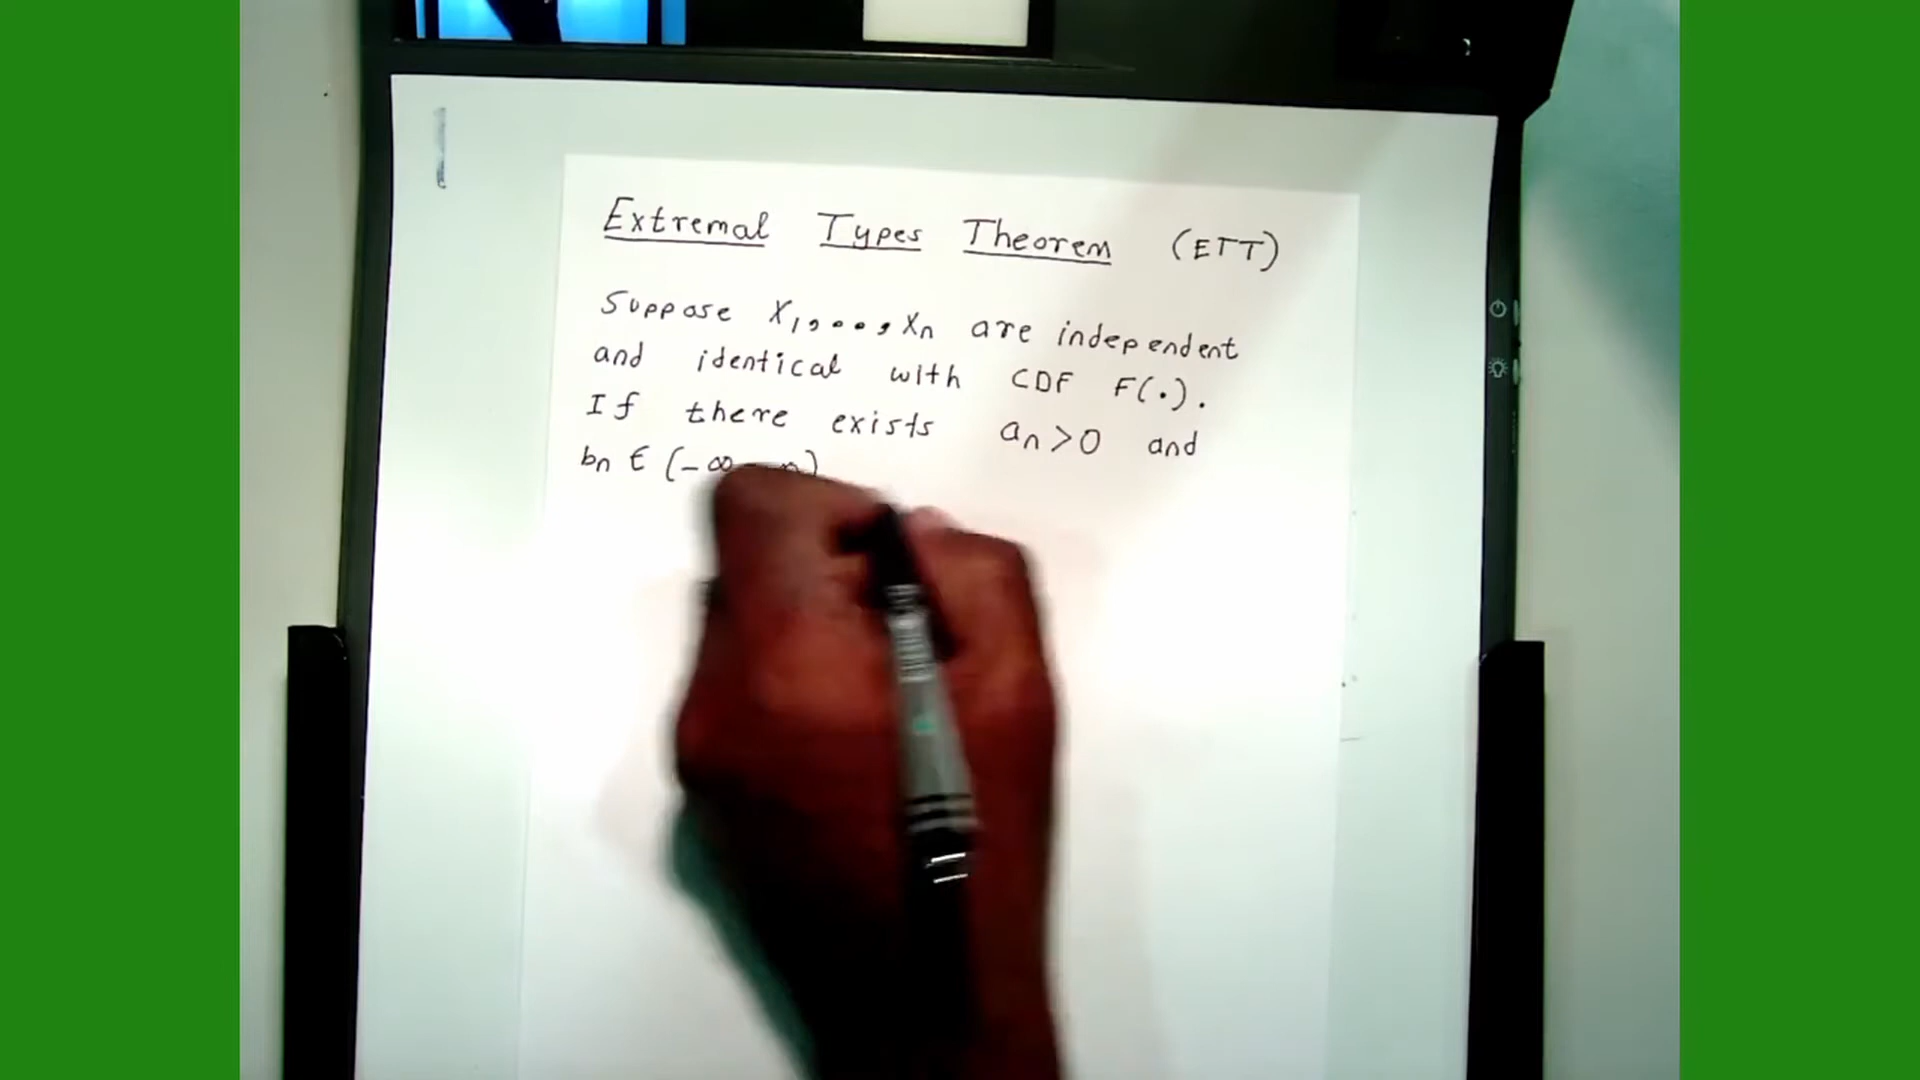 Extremal Types Theorem (ETT)
Suppose X1,...,Xn are independent
and identical with CDF F(.).
If there exists an>0 and
bn ∈ (-∞